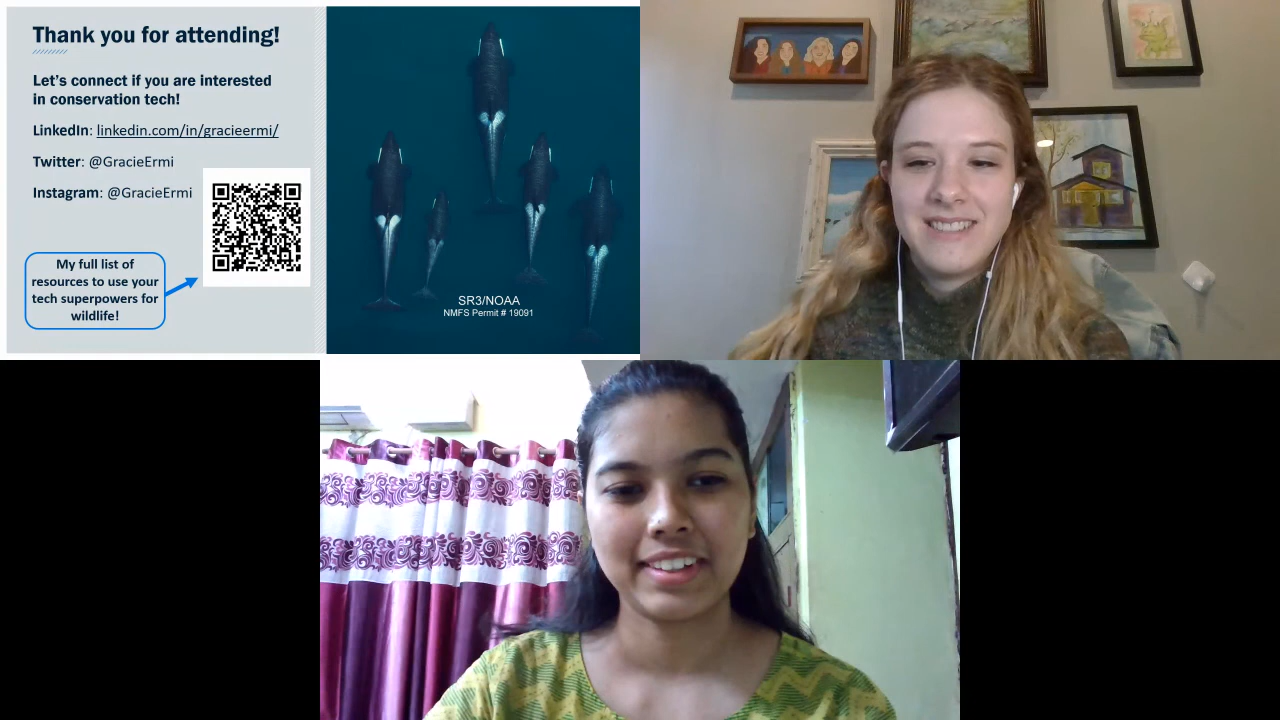 Thank you for attending!
Let's connect if you are interested
in conservation tech!
LinkedIn: linkedin.com/in/gracieermi/
Twitter: @GracieErmi
Instagram: @GracieErmi
My full list of
resources to use your
tech superpowers for
wildlife!
SR3/NOAA
NMFS Permit # 19091